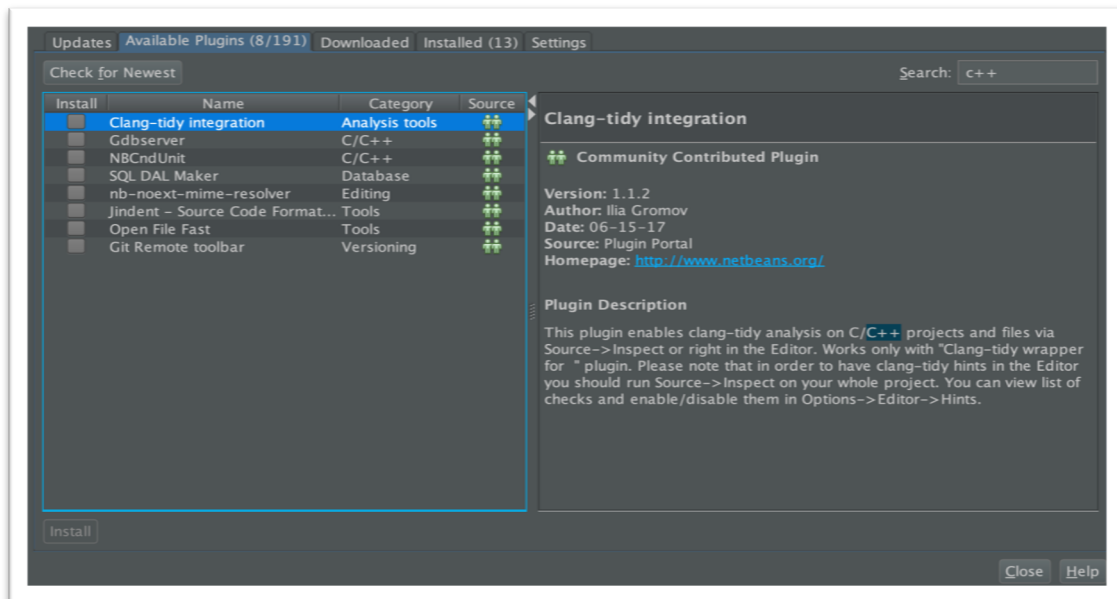 Updates Available Plugins (8/191) Downloaded Installed (13) Settings
Check for Newest Search: c++
Install Name Category Source
Clang-tidy integration Analysis tools
Gdbserver C/C++
NBCndUnit C/C++
SQL DAL Maker Database
nb-noext-mime-resolver Editing
Jindent - Source Code Format... Tools
Open File Fast Tools
Git Remote toolbar Versioning
Clang-tidy integration
Community Contributed Plugin
Version: 1.1.2
Author: Ilia Gromov
Date: 06-15-17
Source: Plugin Portal
Homepage: http://www.netbeans.org/
Plugin Description
This plugin enables clang-tidy analysis on C/C++ projects and files via
Source->Inspect or right in the Editor. Works only with "Clang-tidy wrapper
for " plugin. Please note that in order to have clang-tidy hints in the Editor
you should run Source->Inspect on your whole project. You can view list of
checks and enable/disable them in Options->Editor->Hints.
Install
Close Help